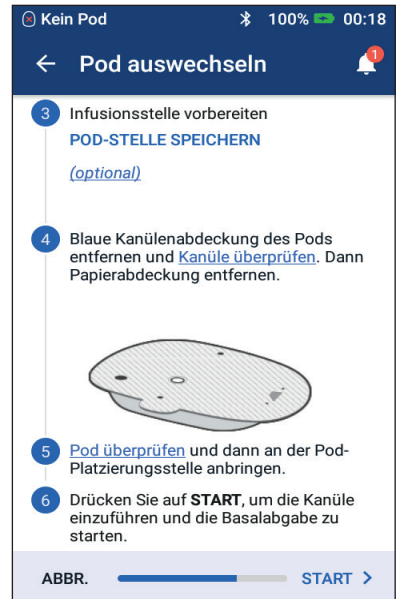 Kein Pod 100% 00:18
Pod auswechseln 1
3 Infusionsstelle vorbereiten
POD-STELLE SPEICHERN
(optional)
4 Blaue Kanülenabdeckung des Pods
entfernen und Kanüle überprüfen. Dann
Papierabdeckung entfernen.
5 Pod überprüfen und dann an der Pod-
Platzierungsstelle anbringen.
6 Drücken Sie auf START, um die Kanüle
einzuführen und die Basalabgabe zu
starten.
ABBR. START